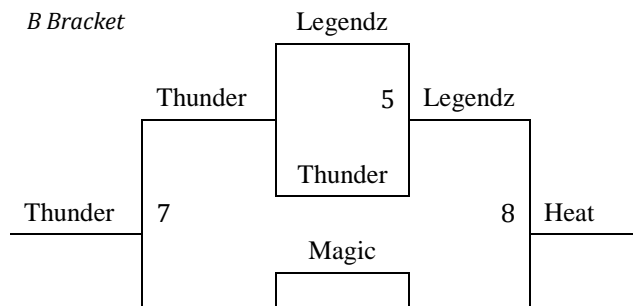 B Bracket
Legendz
Thunder
5
Legendz
Thunder
Thunder
7
8
Heat
Magic